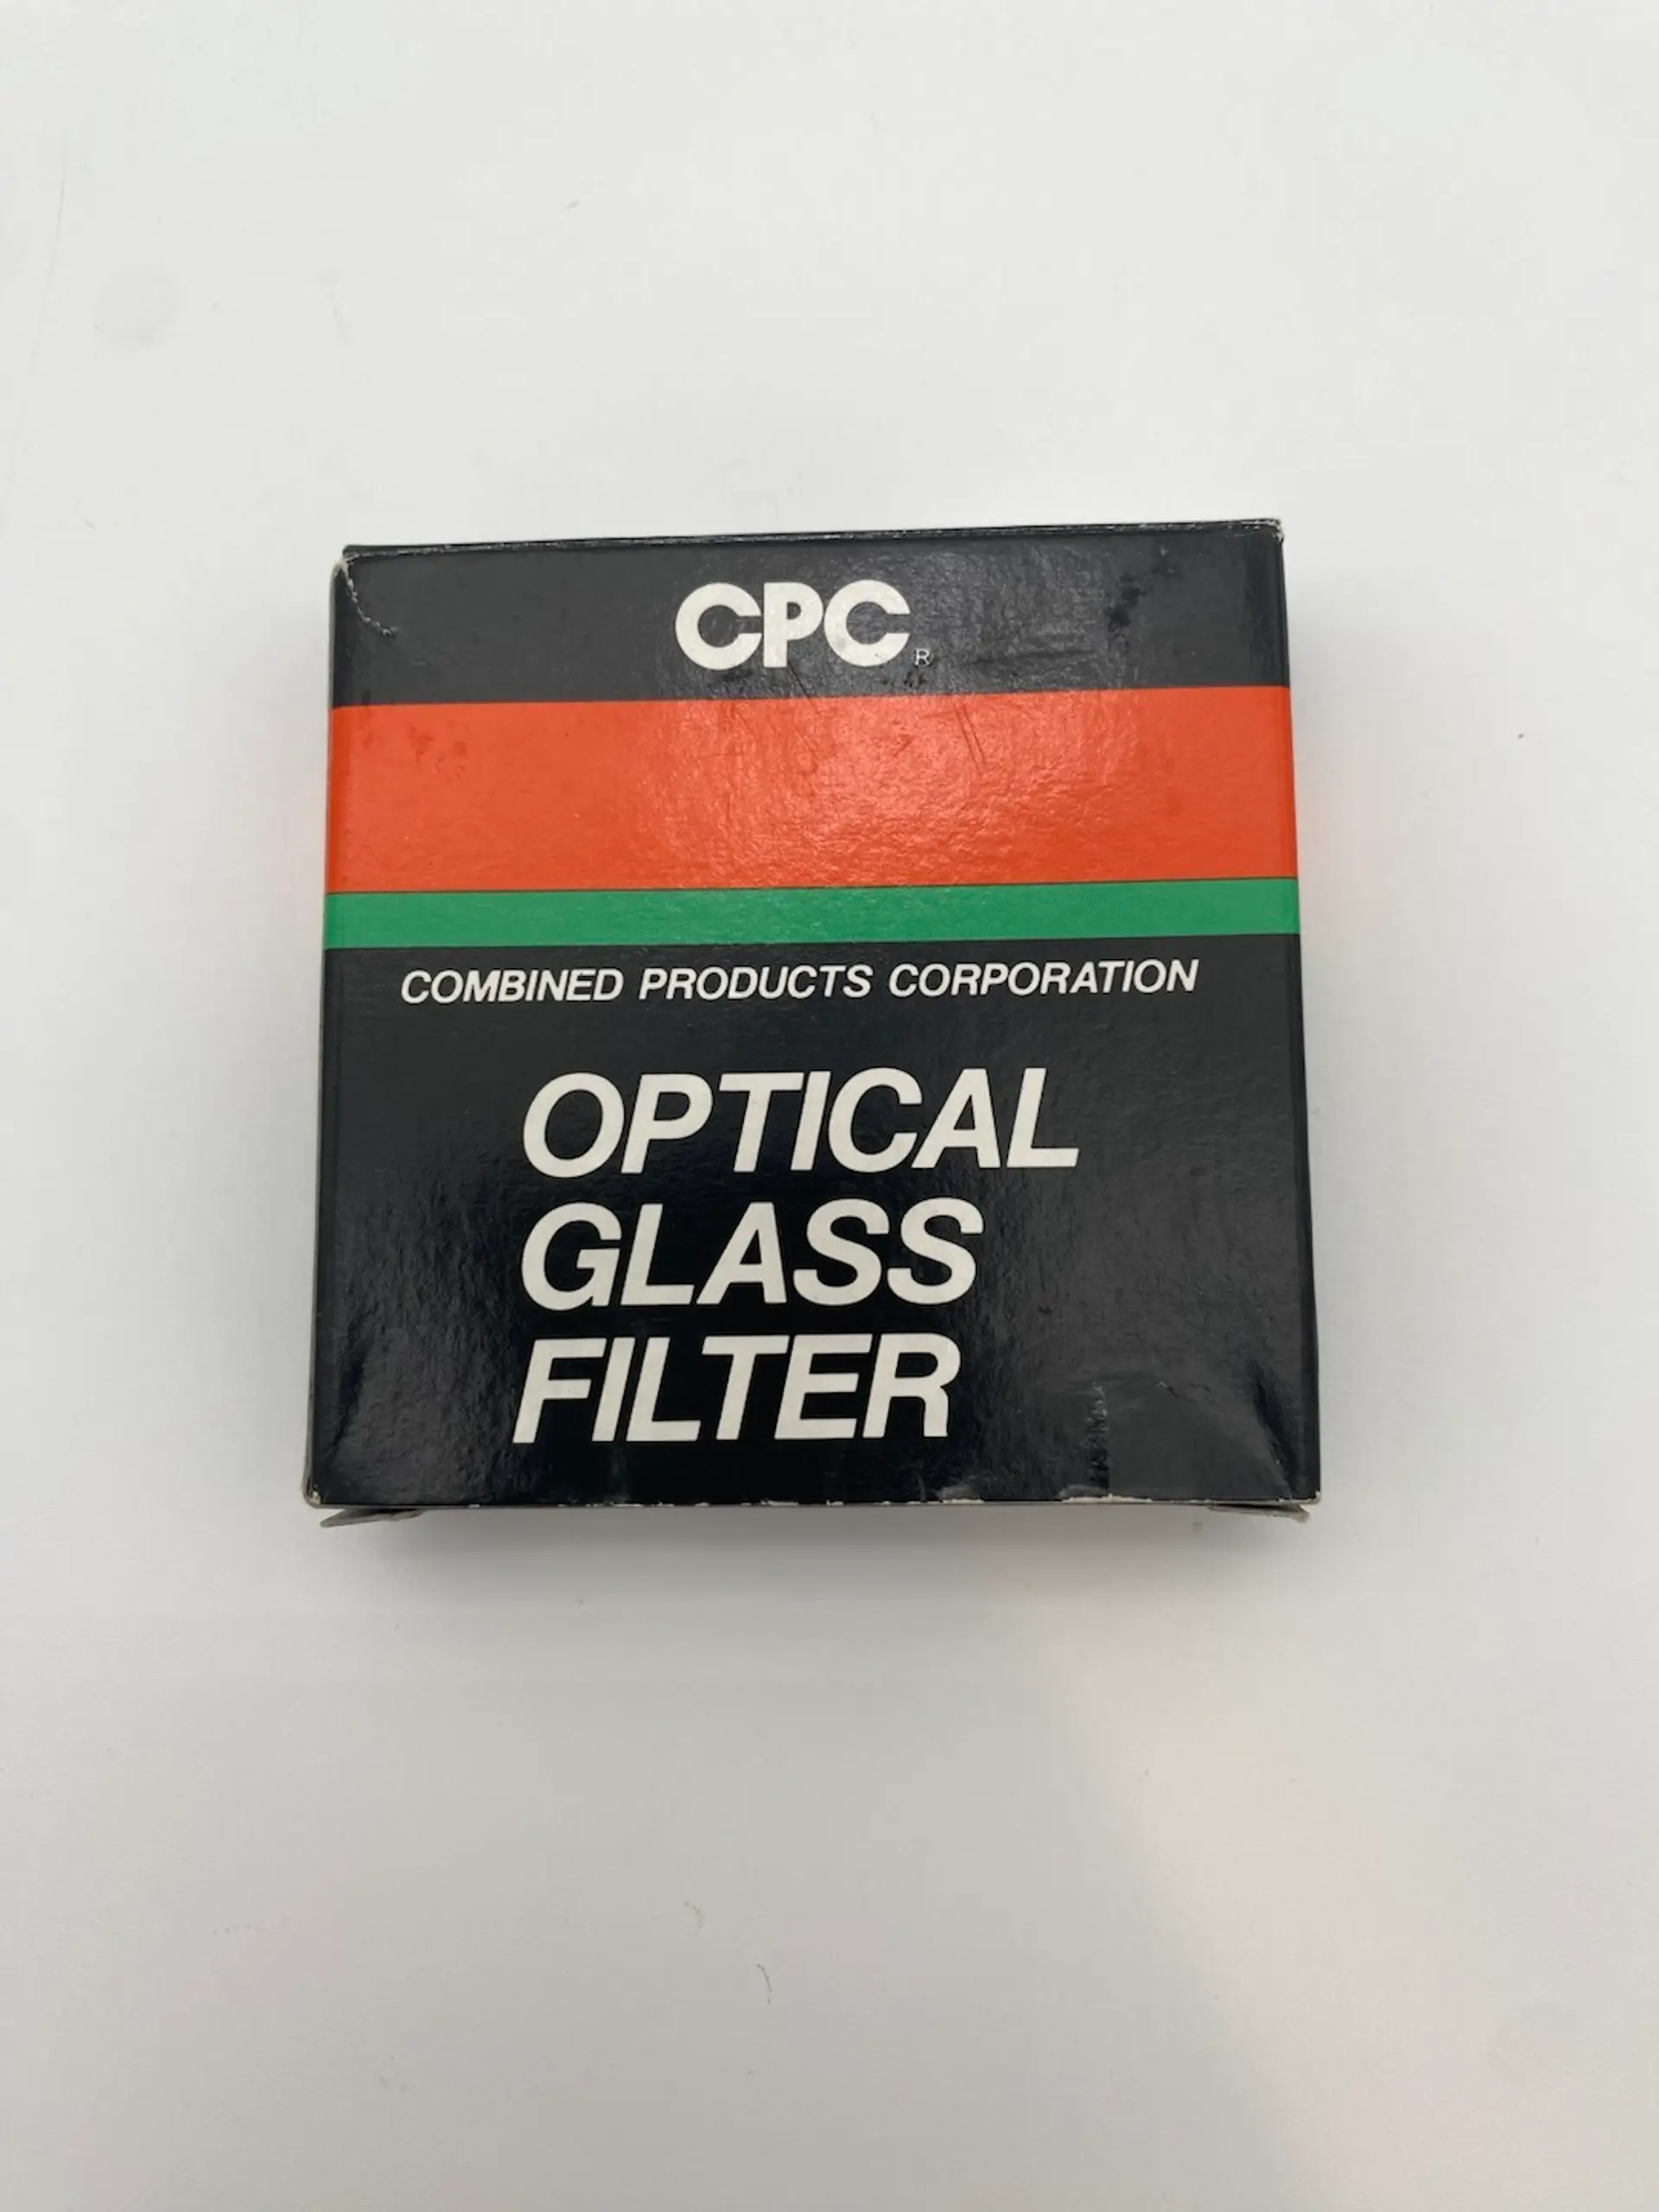 CPC®
COMBINED PRODUCTS CORPORATION
OPTICAL
GLASS
FILTER